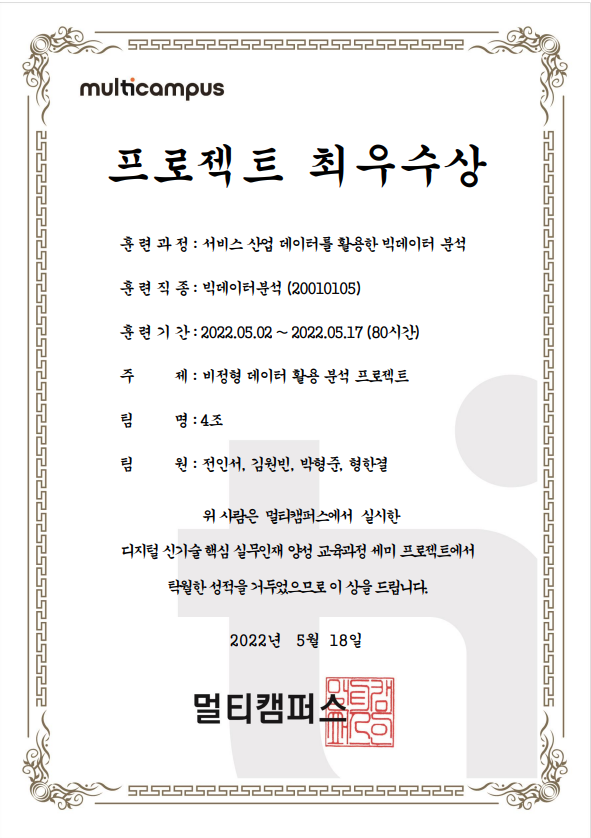 multicampus
프로젝트 최우수상
훈 련 과 정 : 서비스 산업 데이터를 활용한 빅데이터 분석
훈 련 직 종 : 빅데이터분석 (20010105)
훈 련 기 간 : 2022.05.02 ~ 2022.05.17 (80시간)
주 제 : 비정형 데이터 활용 분석 프로젝트
팀 명 : 4조
팀 원 : 전인서, 김원빈, 박형준, 형한결
위 사람은 멀티캠퍼스에서 실시한
디지털 신기술 핵심 실무인재 양성 교육과정 세미 프로젝트에서
탁월한 성적을 거두었으므로 이 상을 드립니다.
2022년 5월 18일
멀티캠퍼스